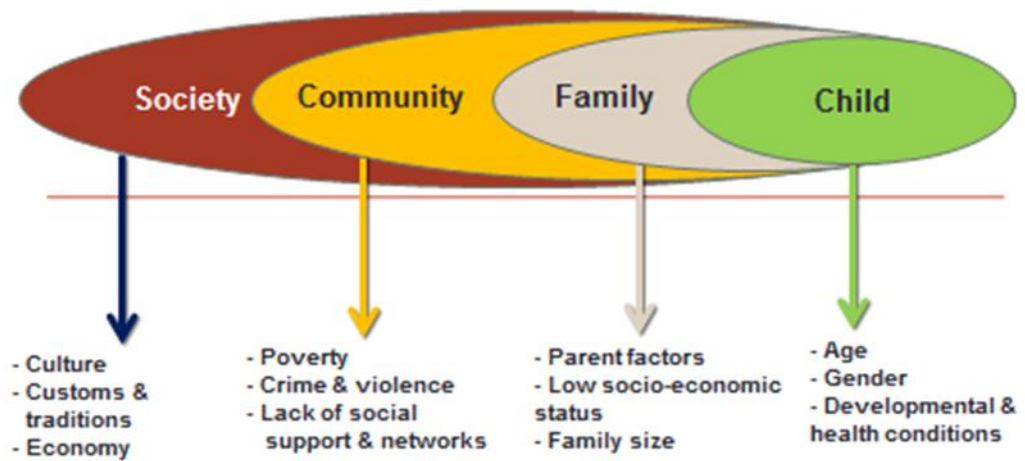 Society
Community
Family
Child
- Culture
- Customs &
traditions
- Economy
- Poverty
- Crime & violence
- Lack of social
support & networks
- Parent factors
- Low socio-economic
status
- Family size
- Age
- Gender
- Developmental &
health conditions